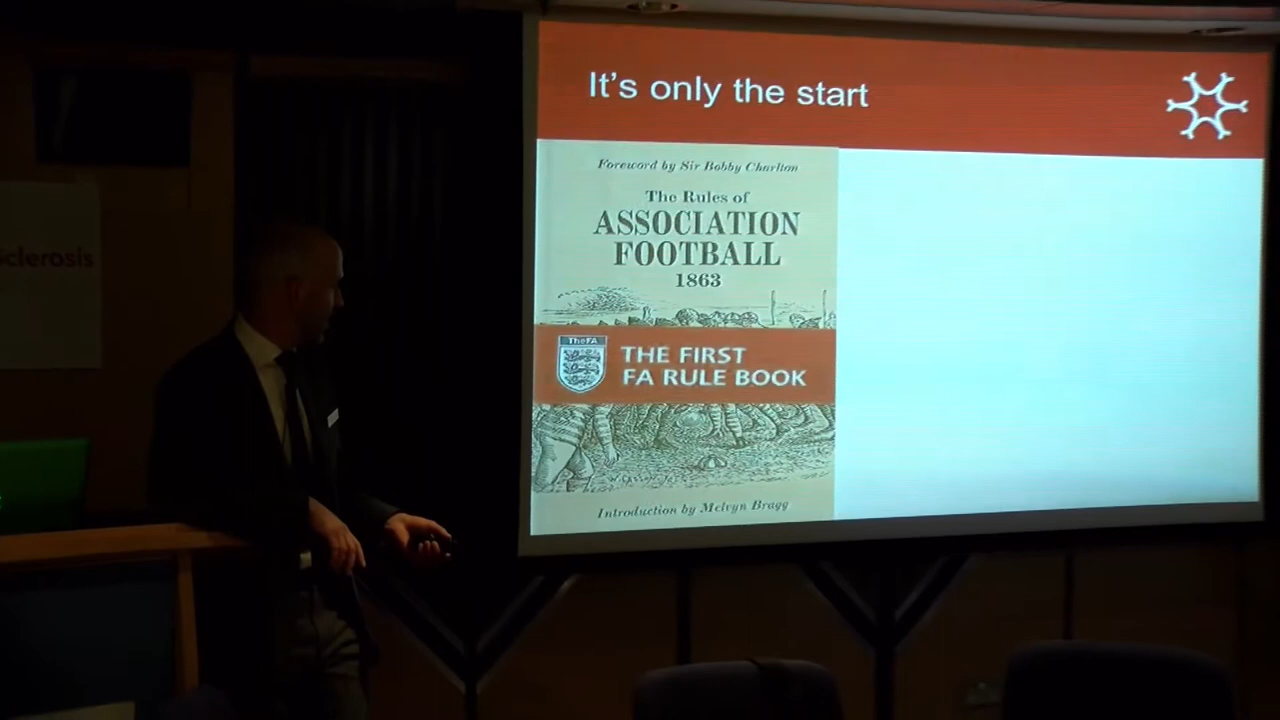 It's only the start
Foreword by Sir Bobby Charlton
The Rules of
ASSOCIATION
FOOTBALL
1863
TheFA
THE FIRST
FA RULE BOOK
Introduction by Melvyn Bragg
Sclerosis